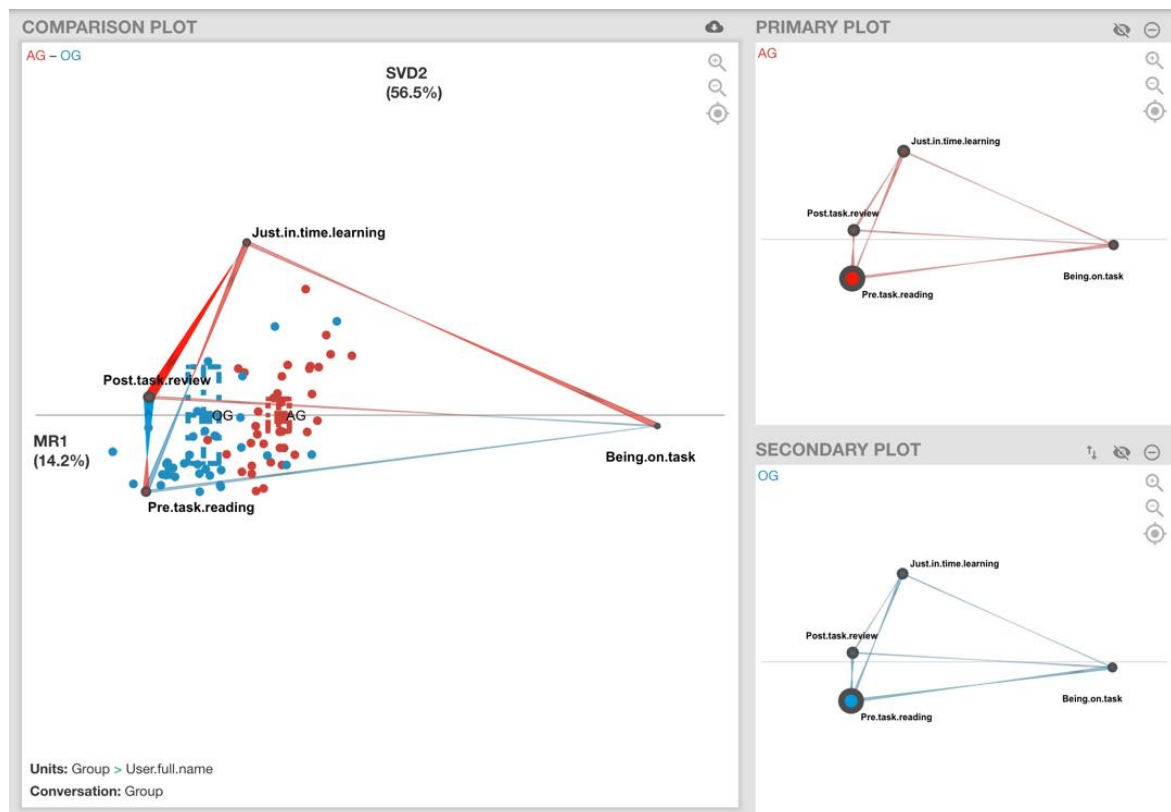 COMPARISON PLOT
AG – OG
SVD2
(56.5%)
Just.in.time.learning
Post.task.review
OG
AG
MR1
(14.2%)
Being.on.task
Pre.task.reading
Units: Group > User.full.name
Conversation: Group
PRIMARY PLOT
AG
Just.in.time.learning
Post.task.review
Being.on.task
Pre.task.reading
SECONDARY PLOT
OG
Just.in.time.learning
Post.task.review
Being.on.task
Pre.task.reading